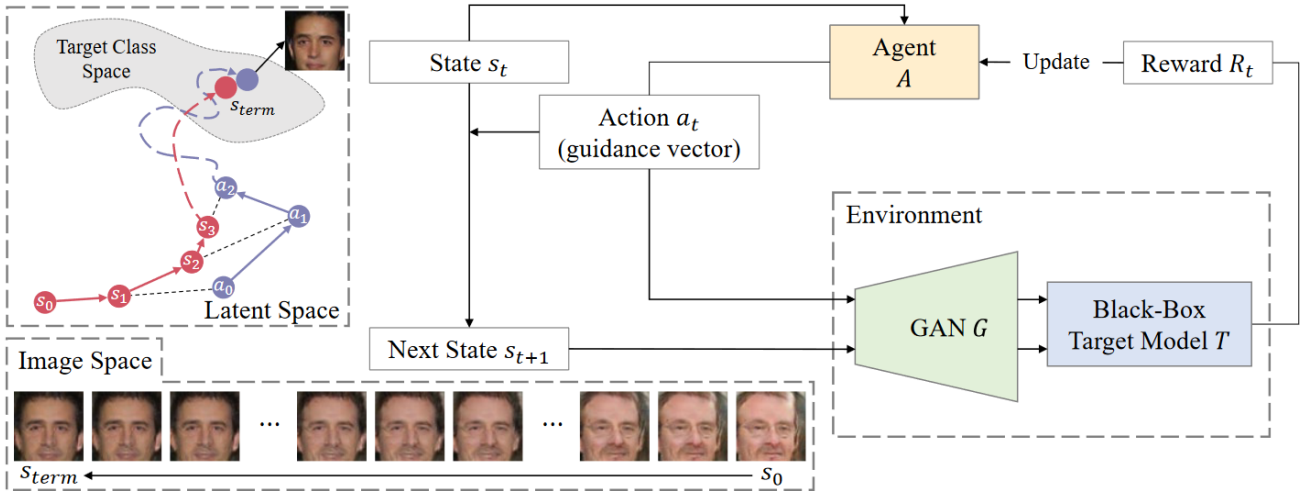 Target Class
Space
s_term
a_2
a_1
s_3
s_2
a_0
s_1
s_0
Latent Space
State s_t
Action a_t
(guidance vector)
Agent
A
Update
Reward R_t
Environment
GAN G
Black-Box
Target Model T
Next State s_{t+1}
Image Space
... ...
s_term
s_0